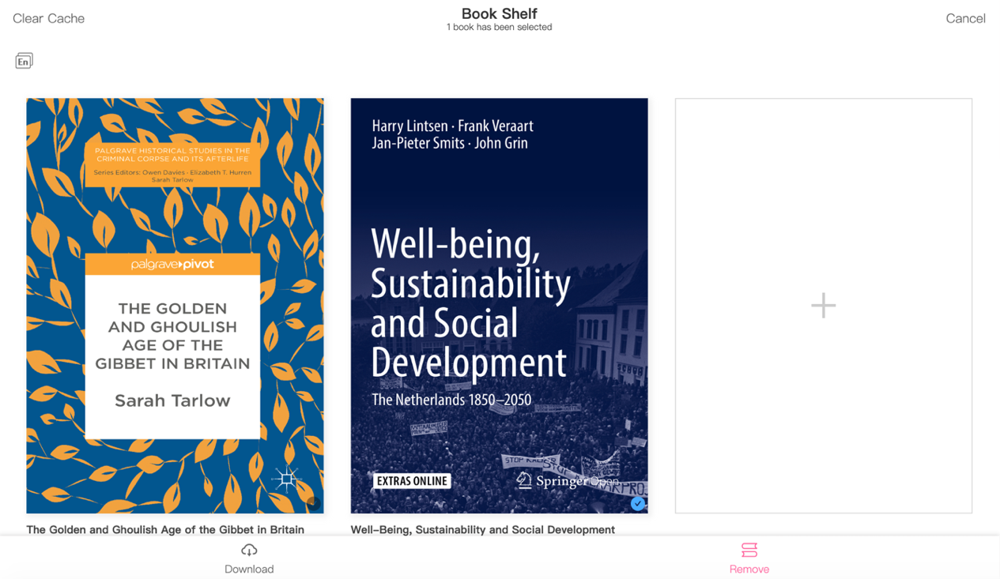 Clear Cache
Book Shelf
1 book has been selected
Cancel
En
PALGRAVE HISTORICAL STUDIES IN THE
CRIMINAL CORPSE AND ITS AFTERLIFE
Series Editors: Owen Davies · Elizabeth T. Hurren
Sarah Tarlow
palgrave pivot
THE GOLDEN
AND GHOULISH
AGE OF THE
GIBBET IN BRITAIN
Sarah Tarlow
Harry Lintsen · Frank Veraart
Jan-Pieter Smits · John Grin
Well-being,
Sustainability
and Social
Development
The Netherlands 1850–2050
STOP
EXTRAS ONLINE
Springer Open
The Golden and Ghoulish Age of the Gibbet in Britain
Well-Being, Sustainability and Social Development
Download
Remove